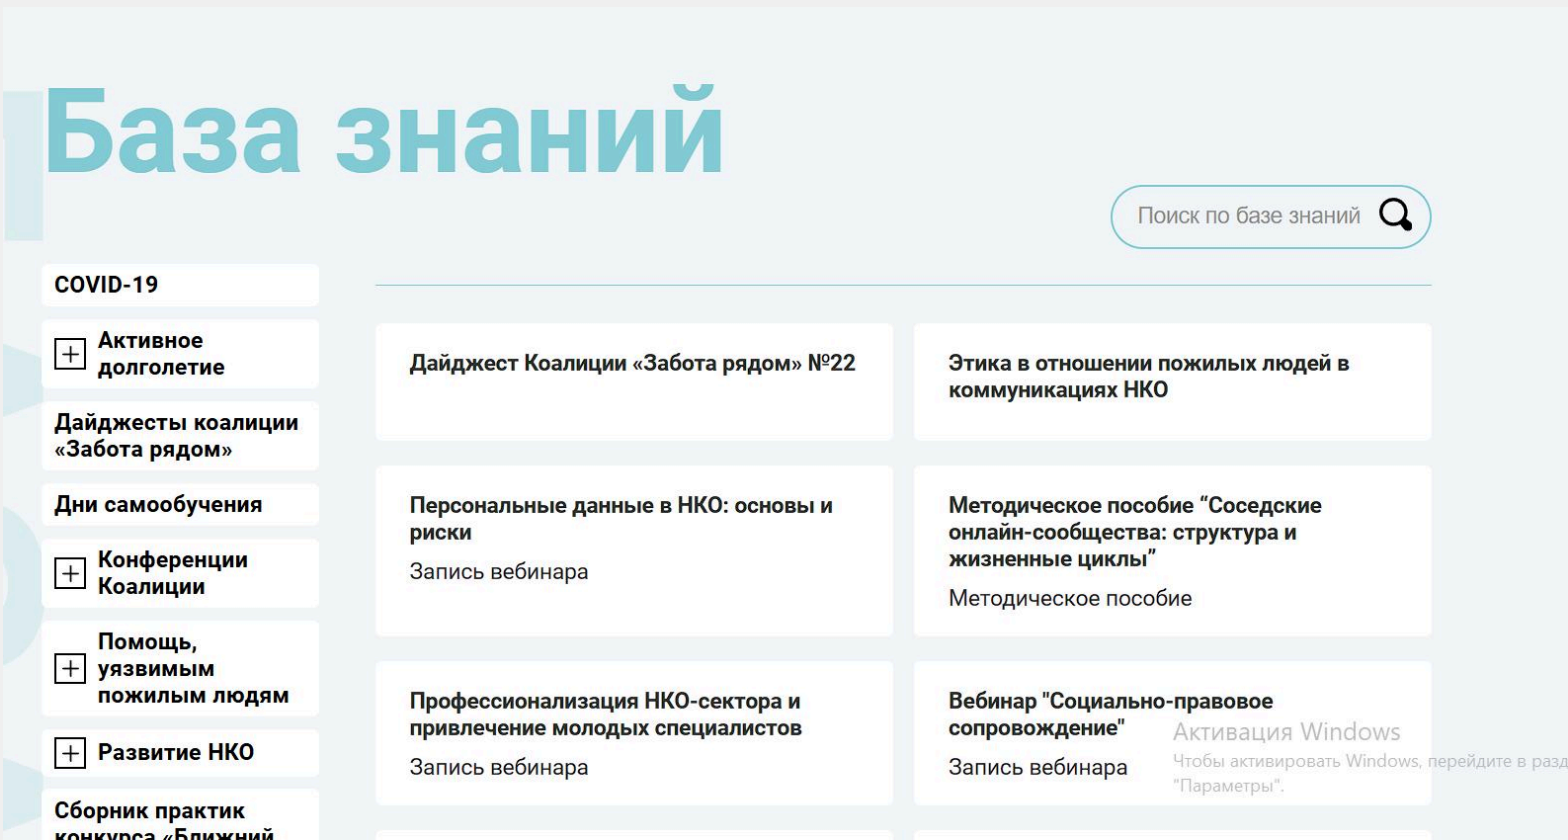 База знаний
Поиск по базе знаний
COVID-19
Активное
долголетие
Дайджесты коалиции
«Забота рядом»
Дни самообучения
Конференции
Коалиции
Помощь,
уязвимым
пожилым людям
Развитие НКО
Сборник практик
конкурса «Ближний
Дайджест Коалиции «Забота рядом» №22
Этика в отношении пожилых людей в
коммуникациях НКО
Персональные данные в НКО: основы и
риски
Запись вебинара
Методическое пособие “Соседские
онлайн-сообщества: структура и
жизненные циклы”
Методическое пособие
Профессионализация НКО-сектора и
привлечение молодых специалистов
Запись вебинара
Вебинар "Социально-правовое
сопровождение"
Запись вебинара
Активация Windows
Чтобы активировать Windows, перейдите в разд
"Параметры".